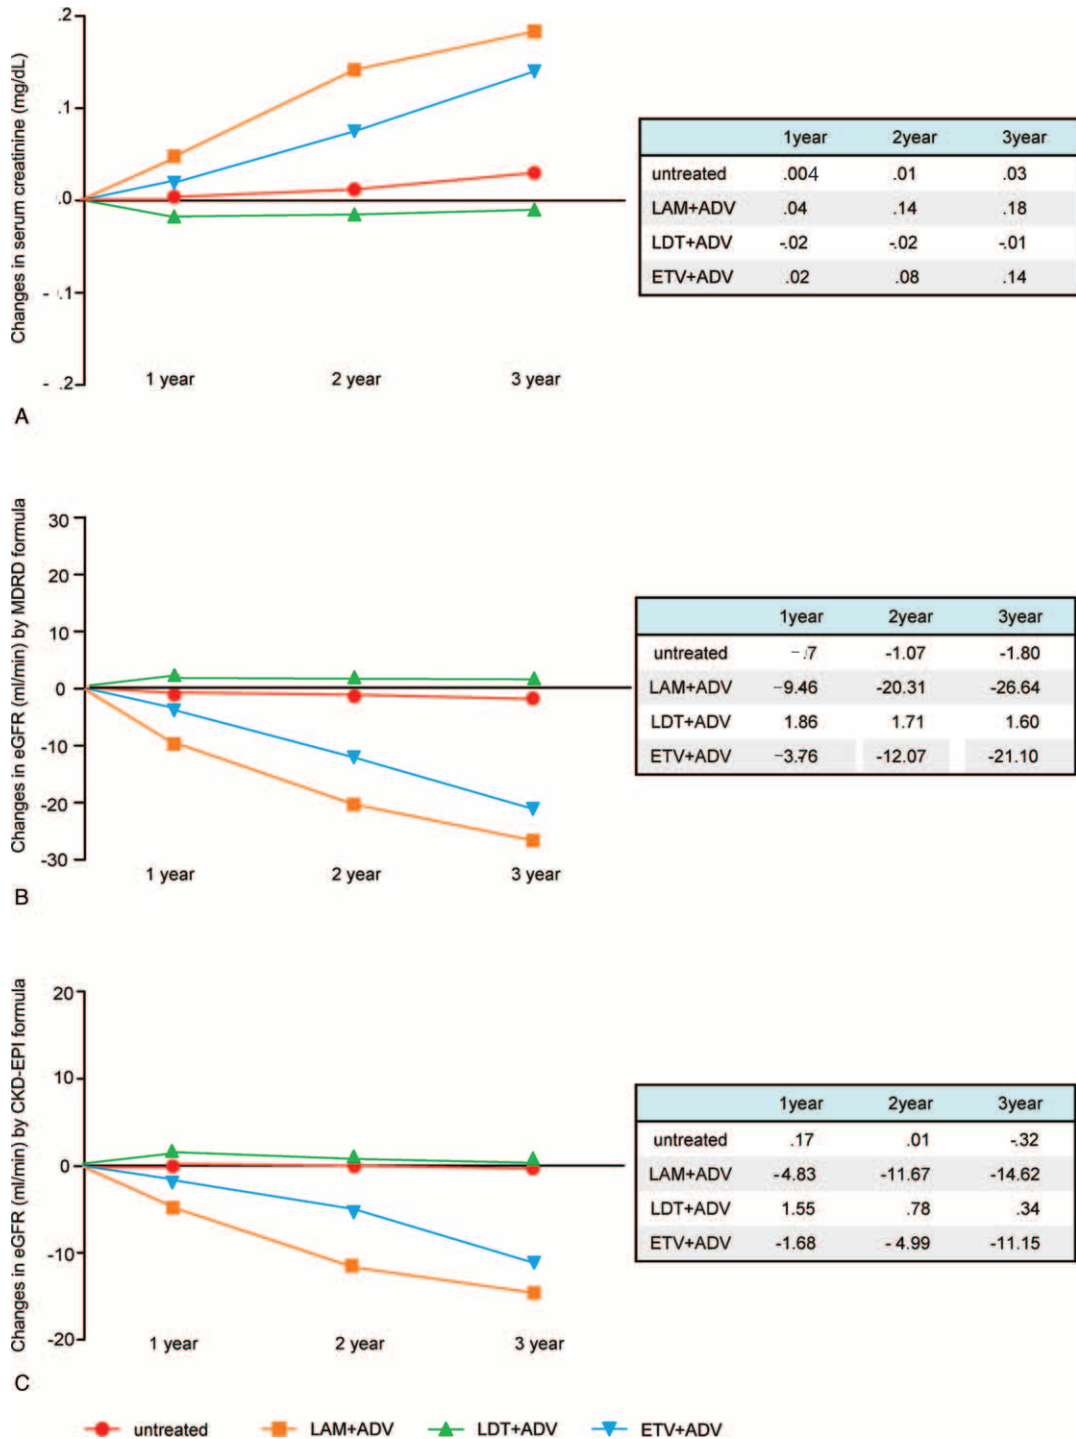 Changes in serum creatinine (mg/dL)
.2
.1
.0
- .1
- .2
1 year 2 year 3 year
1year 2year 3year
untreated .004 .01 .03
LAM+ADV .04 .14 .18
LDT+ADV -.02 -.02 -.01
ETV+ADV .02 .08 .14
A
Changes in eGFR (ml/min) by MDRD formula
30
20
10
0
-10
-20
-30
1 year 2 year 3 year
1year 2year 3year
untreated -.7 -1.07 -1.80
LAM+ADV -9.46 -20.31 -26.64
LDT+ADV 1.86 1.71 1.60
ETV+ADV -3.76 -12.07 -21.10
B
Changes in eGFR (ml/min) by CKD-EPI formula
20
10
0
-10
-20
1 year 2 year 3 year
1year 2year 3year
untreated .17 .01 -.32
LAM+ADV -4.83 -11.67 -14.62
LDT+ADV 1.55 .78 .34
ETV+ADV -1.68 -4.99 -11.15
C
untreated LAM+ADV LDT+ADV ETV+ADV